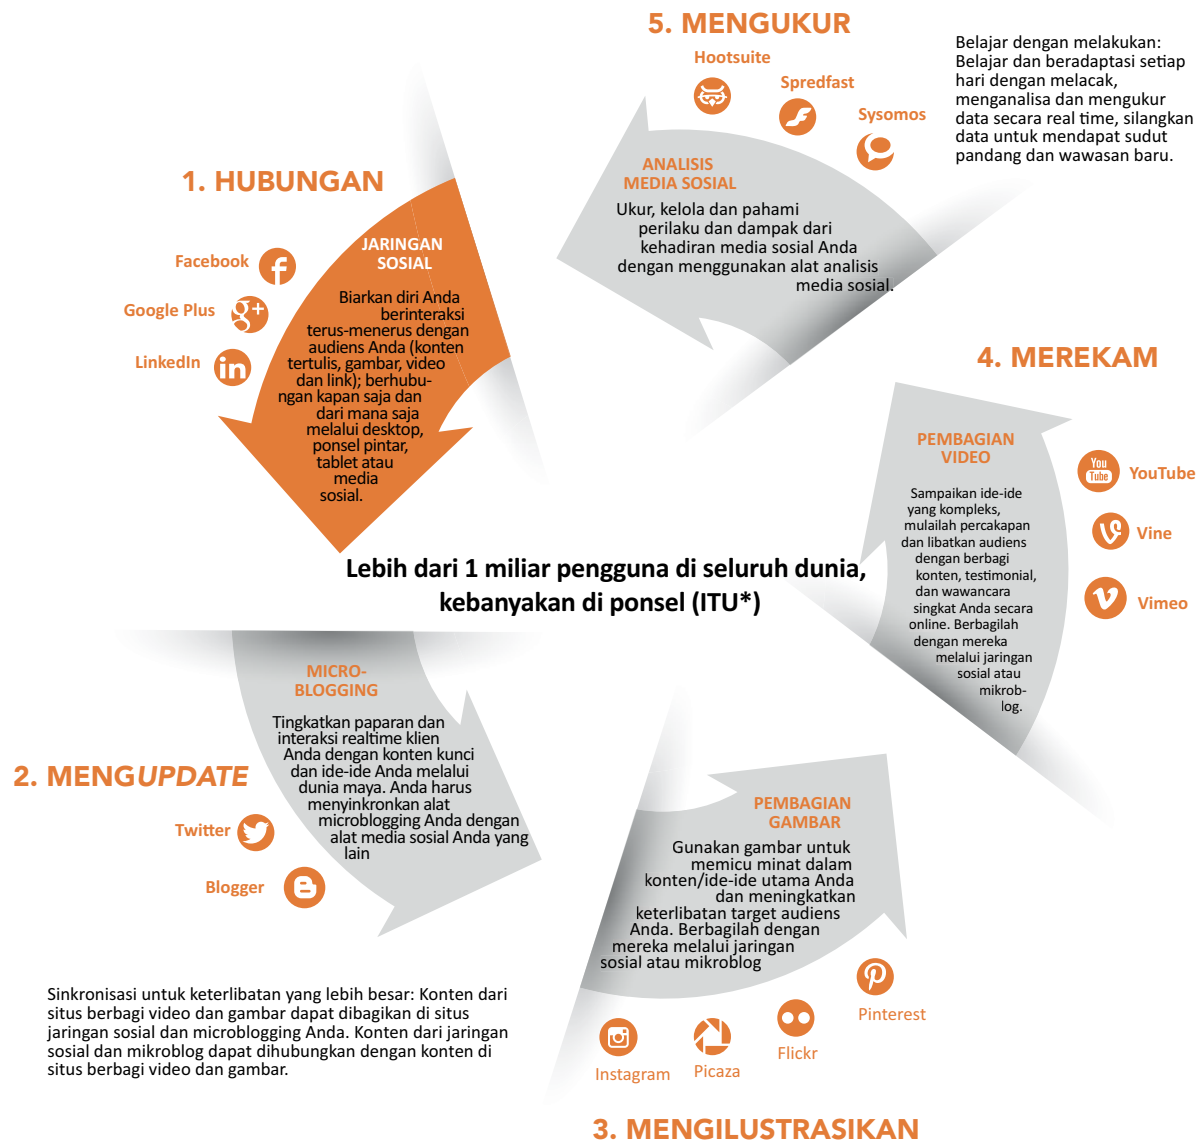 1. HUBUNGAN
Facebook
Google Plus
LinkedIn
JARINGAN
SOSIAL
Biarkan diri Anda
berinteraksi
terus-menerus dengan
audiens Anda (konten
tertulis, gambar, video
dan link); berhubu-
ngan kapan saja dan
dari mana saja
melalui desktop,
ponsel pintar,
tablet atau
media
sosial.
5. MENGUKUR
Hootsuite
Spredfast
Sysomos
ANALISIS
MEDIA SOSIAL
Ukur, kelola dan pahami
perilaku dan dampak dari
kehadiran media sosial Anda
dengan menggunakan alat analisis
media sosial.
Belajar dengan melakukan:
Belajar dan beradaptasi setiap
hari dengan melacak,
menganalisa dan mengukur
data secara real time, silangkan
data untuk mendapat sudut
pandang dan wawasan baru.
4. MEREKAM
PEMBAGIAN
VIDEO
Sampaikan ide-ide
yang kompleks,
mulailah percakapan
dan libatkan audiens
dengan berbagi
konten, testimonial,
dan wawancara
singkat Anda secara
online. Berbagilah
dengan mereka
melalui jaringan
sosial atau
mikrob-
log.
You
Tube
YouTube
Vine
Vimeo
Lebih dari 1 miliar pengguna di seluruh dunia,
kebanyakan di ponsel (ITU*)
2. MENGUPDATE
Twitter
Blogger
MICRO-
BLOGGING
Tingkatkan paparan dan
interaksi realtime klien
Anda dengan konten kunci
dan ide-ide Anda melalui
dunia maya. Anda harus
menyinkronkan alat
microblogging Anda dengan
alat media sosial Anda yang
lain
PEMBAGIAN
GAMBAR
Gunakan gambar untuk
memicu minat dalam
konten/ide-ide utama Anda
dan meningkatkan
keterlibatan target audiens
Anda. Berbagilah dengan
mereka melalui jaringan
sosial atau mikroblog
Instagram
Picaza
Flickr
Pinterest
3. MENGILUSTRASIKAN
Sinkronisasi untuk keterlibatan yang lebih besar: Konten dari
situs berbagi video dan gambar dapat dibagikan di situs
jaringan sosial dan microblogging Anda. Konten dari jaringan
sosial dan mikroblog dapat dihubungkan dengan konten di
situs berbagi video dan gambar.